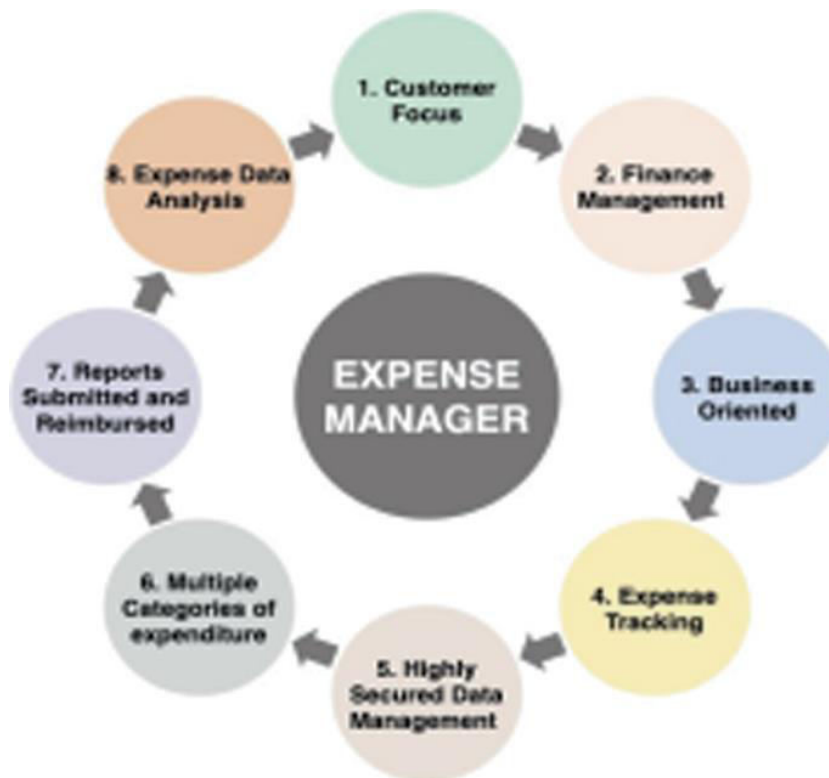 1. Customer
Focus
2. Finance
Management
3. Business
Oriented
4. Expense
Tracking
5. Highly
Secured Data
Management
6. Multiple
Categories of
expenditure
7. Reports
Submitted and
Reimbursed
8. Expense Data
Analysis
EXPENSE
MANAGER